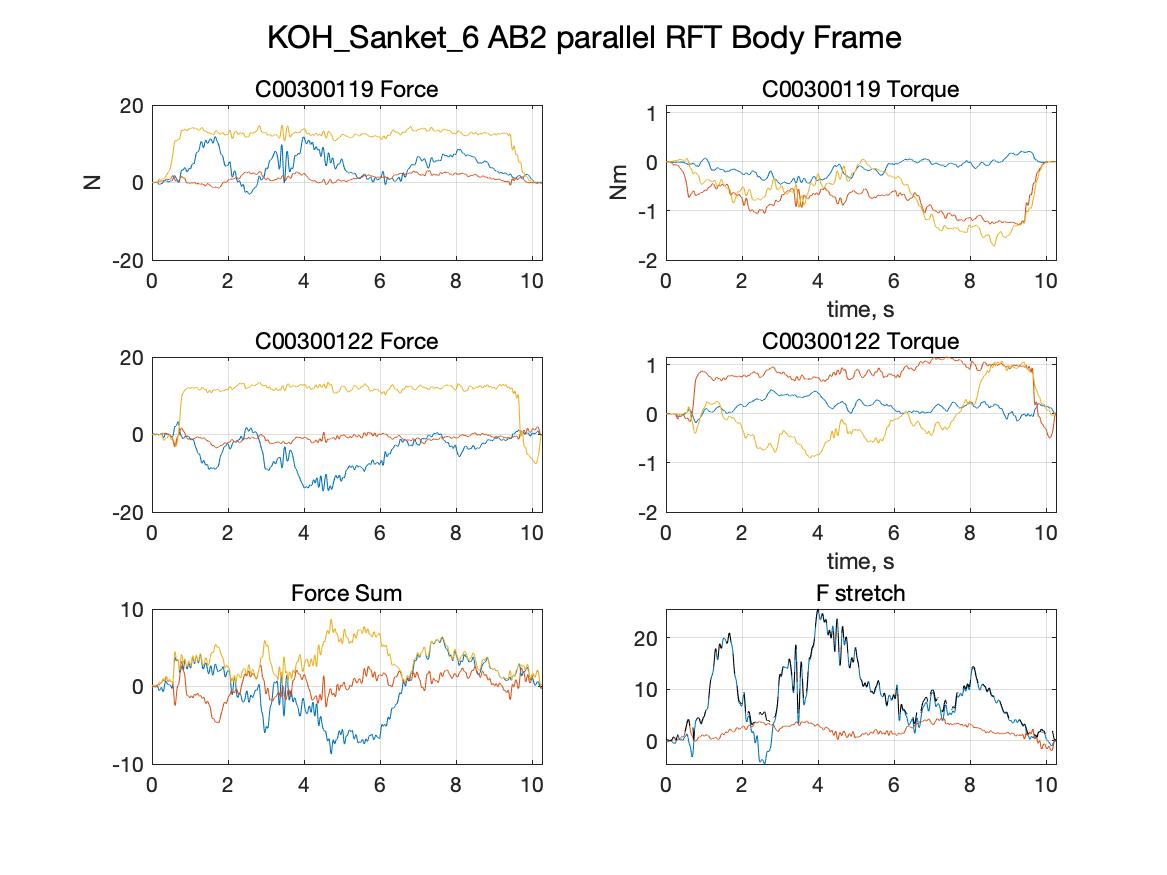 KOH_Sanket_6 AB2 parallel RFT Body Frame
C00300119 Force
20
0
-20
N
0 2 4 6 8 10
C00300119 Torque
1
0
-1
-2
Nm
0 2 4 6 8 10
time, s
C00300122 Force
20
0
-20
0 2 4 6 8 10
C00300122 Torque
1
0
-1
-2
0 2 4 6 8 10
time, s
Force Sum
10
0
-10
0 2 4 6 8 10
F stretch
20
10
0
0 2 4 6 8 10